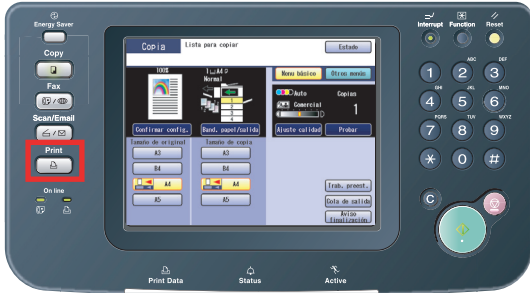 Energy Saver
Interrupt Function Reset
Copy
Fax
Scan/Email
Print
On line
Copia Lista para copiar Estado
100% 1 A4
Normal
Menu básico Otros menús
Auto Copias
Comercial 1
Confirmar config. Band. papel/salida Ajuste calidad Probar
Tamaño de original Tamaño de copia
A3 A3
B4 B4
A4 A4
A5 A5
Trab. preest.
Cola de salida
Aviso
finalización
ABC DEF
1 2 3
GHI JKL MNO
4 5 6
PQRS TUV WXYZ
7 8 9
* 0 #
C
Print Data Status Active